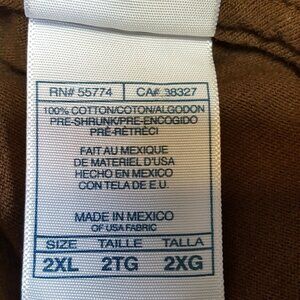 RN# 55774 CA# 38327
100% COTTON/COTON/ALGODON
PRE-SHRUNK/PRE-ENCOGIDO
PRÉ-RÉTRÉCI
FAIT AU MEXIQUE
DE MATERIEL D'USA
HECHO EN MEXICO
CON TELA DE E.U.
MADE IN MEXICO
OF USA FABRIC
SIZE TAILLE TALLA
2XL 2TG 2XG